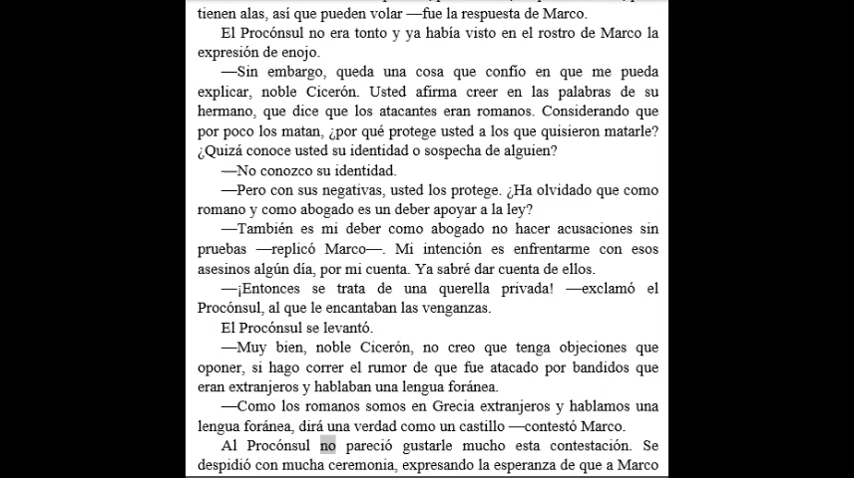 tienen alas, así que pueden volar —fue la respuesta de Marco.
El Procónsul no era tonto y ya había visto en el rostro de Marco la
expresión de enojo.
—Sin embargo, queda una cosa que confío en que me pueda
explicar, noble Cicerón. Usted afirma creer en las palabras de su
hermano, que dice que los atacantes eran romanos. Considerando que
por poco los matan, ¿por qué protege usted a los que quisieron matarle?
¿Quizá conoce usted su identidad o sospecha de alguien?
—No conozco su identidad.
—Pero con sus negativas, usted los protege. ¿Ha olvidado que como
romano y como abogado es un deber apoyar a la ley?
—También es mi deber como abogado no hacer acusaciones sin
pruebas —replicó Marco—. Mi intención es enfrentarme con esos
asesinos algún día, por mi cuenta. Ya sabré dar cuenta de ellos.
—¡Entonces se trata de una querella privada! —exclamó el
Procónsul, al que le encantaban las venganzas.
El Procónsul se levantó.
—Muy bien, noble Cicerón, no creo que tenga objeciones que
oponer, si hago correr el rumor de que fue atacado por bandidos que
eran extranjeros y hablaban una lengua foránea.
—Como los romanos somos en Grecia extranjeros y hablamos una
lengua foránea, dirá una verdad como un castillo —contestó Marco.
Al Procónsul no pareció gustarle mucho esta contestación. Se
despidió con mucha ceremonia, expresando la esperanza de que a Marco